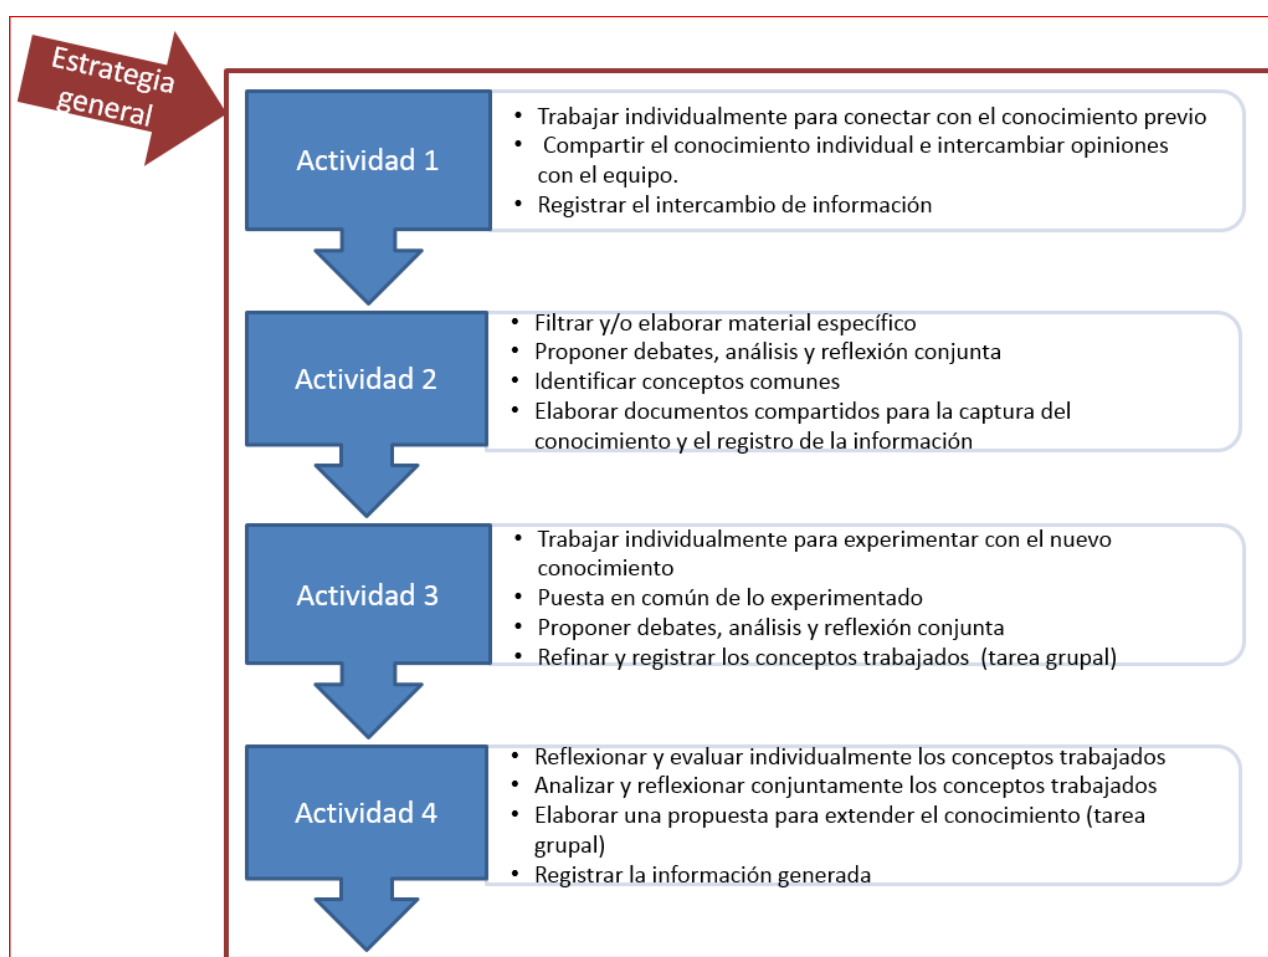 Estrategia
general
Actividad 1
• Trabajar individualmente para conectar con el conocimiento previo
• Compartir el conocimiento individual e intercambiar opiniones
con el equipo.
• Registrar el intercambio de información
Actividad 2
• Filtrar y/o elaborar material específico
• Proponer debates, análisis y reflexión conjunta
• Identificar conceptos comunes
• Elaborar documentos compartidos para la captura del
conocimiento y el registro de la información
Actividad 3
• Trabajar individualmente para experimentar con el nuevo
conocimiento
• Puesta en común de lo experimentado
• Proponer debates, análisis y reflexión conjunta
• Refinar y registrar los conceptos trabajados (tarea grupal)
Actividad 4
• Reflexionar y evaluar individualmente los conceptos trabajados
• Analizar y reflexionar conjuntamente los conceptos trabajados
• Elaborar una propuesta para extender el conocimiento (tarea
grupal)
• Registrar la información generada